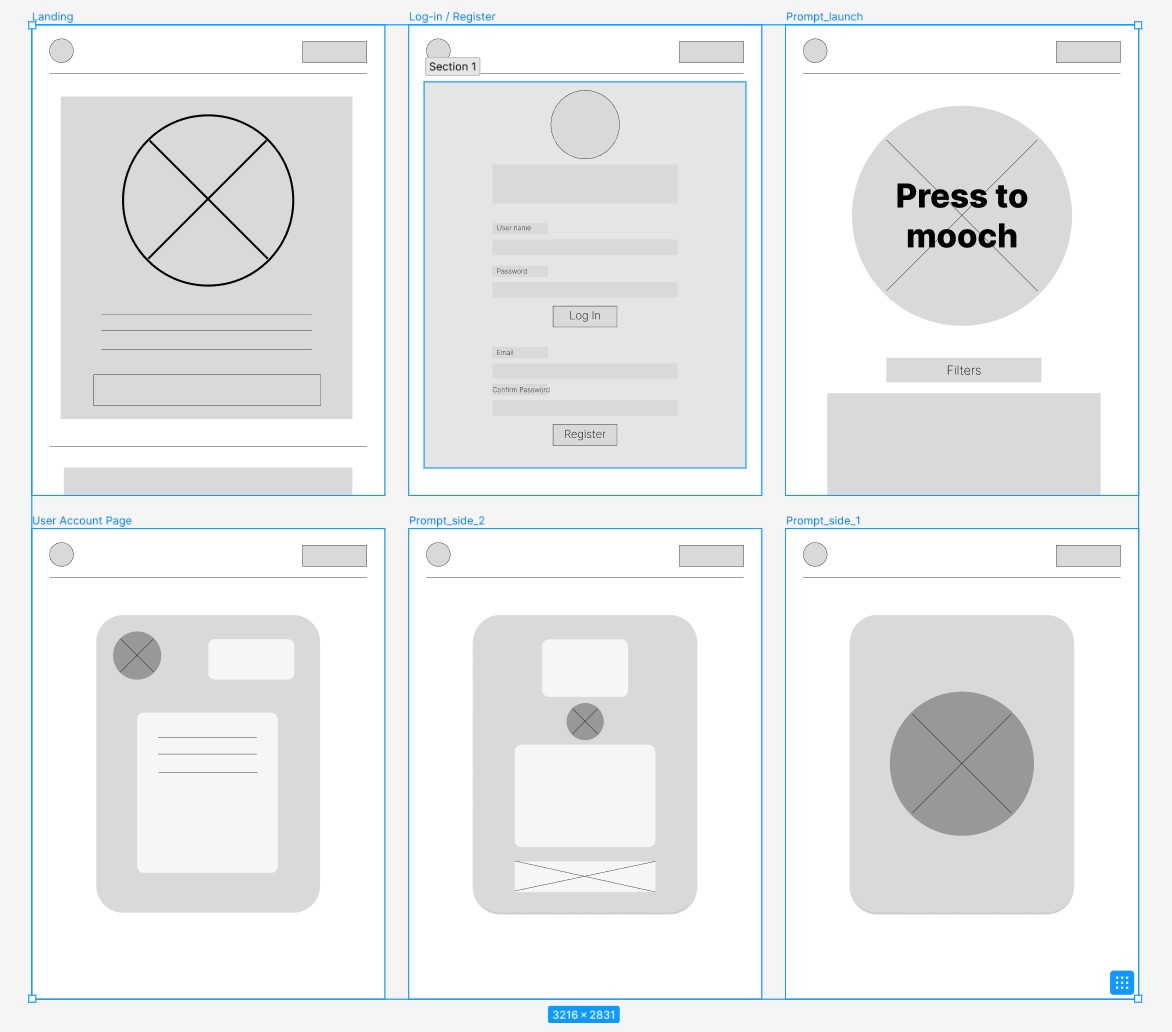 Landing
Log-in / Register
Prompt_launch
Section 1
User name
Password
Log In
Email
Confirm Password
Register
Press to
mooch
Filters
User Account Page
Prompt_side_2
Prompt_side_1
3216 × 2831